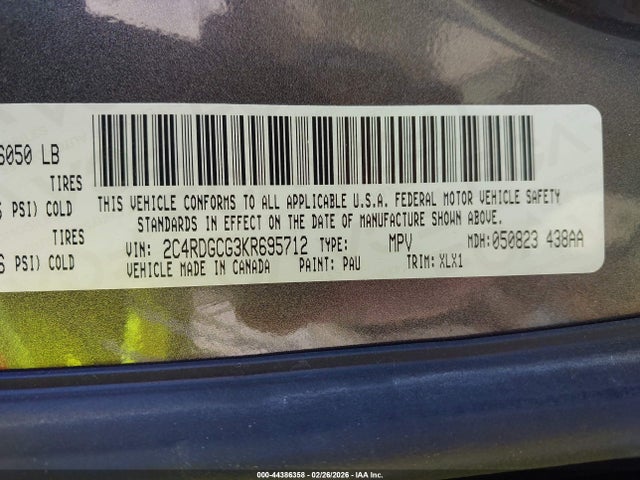 6050 LB
TIRES
PSI) COLD
TIRES
PSI) COLD
THIS VEHICLE CONFORMS TO ALL APPLICABLE U.S.A. FEDERAL MOTOR VEHICLE SAFETY
STANDARDS IN EFFECT ON THE DATE OF MANUFACTURE SHOWN ABOVE.
VIN: 2C4RDGCG3KR695712 TYPE: MPV MDH: 050823 438AA
VEHICLE MADE IN CANADA PAINT: PAU TRIM: XLX1
000-44386358 - 02/26/2026 - IAA Inc.